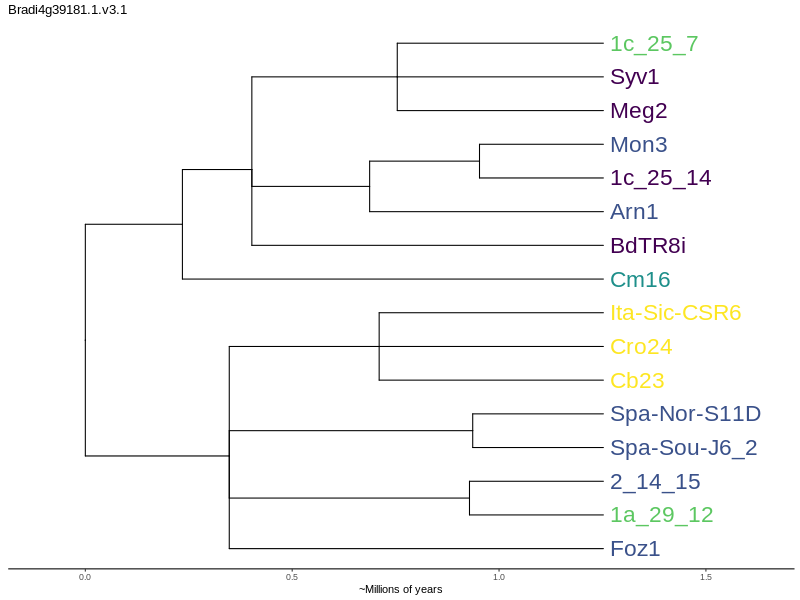 Bradi4g39181.1.v3.1
1c_25_7
Syv1
Meg2
Mon3
1c_25_14
Arn1
BdTR8i
Cm16
Ita-Sic-CSR6
Cro24
Cb23
Spa-Nor-S11D
Spa-Sou-J6_2
2_14_15
1a_29_12
Foz1
0.0 0.5 1.0 1.5
~Millions of years